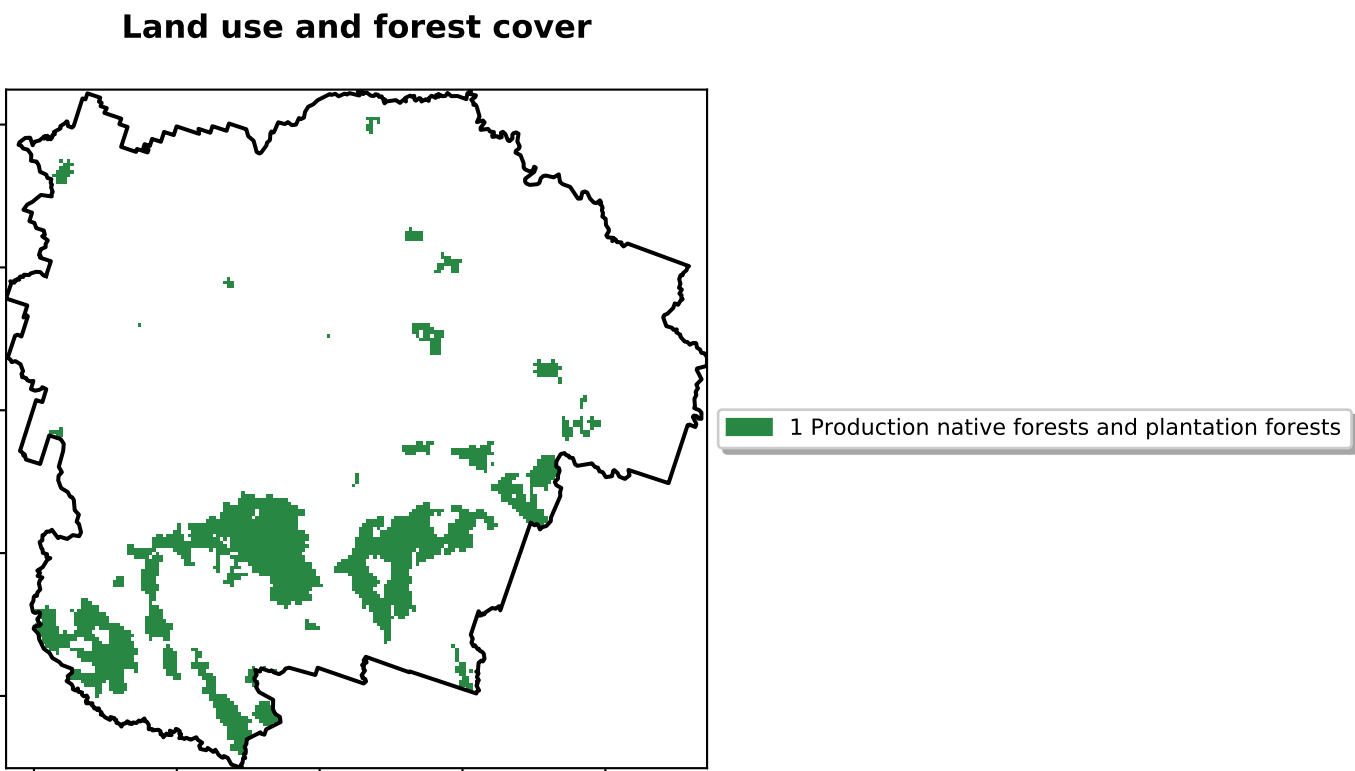 Land use and forest cover
1 Production native forests and plantation forests